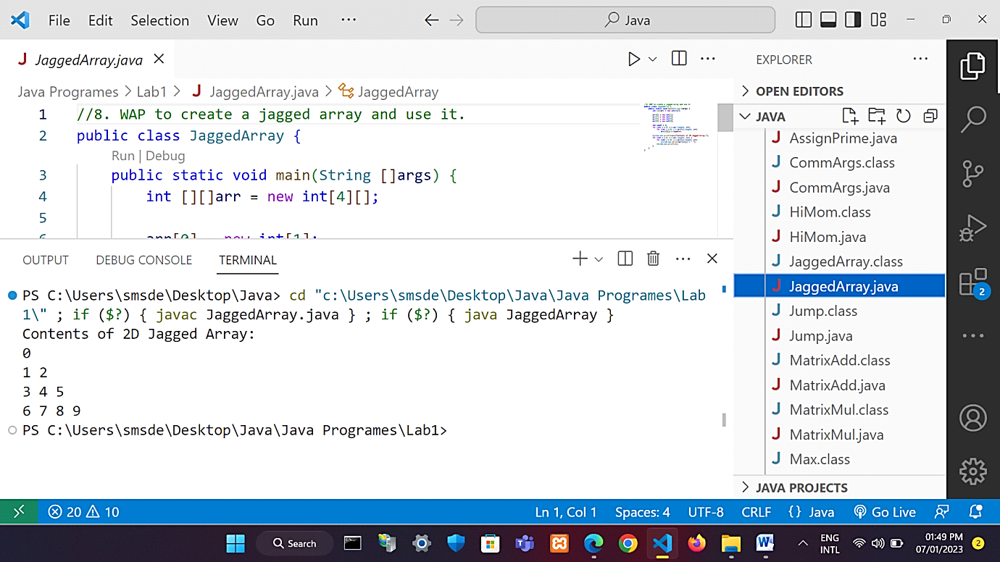 File Edit Selection View Go Run ··· Java
JaggedArray.java
Java Programes > Lab1 > J JaggedArray.java > JaggedArray
1 //8. WAP to create a jagged array and use it.
2 public class JaggedArray {
Run | Debug
3 public static void main(String []args) {
4 int [][]arr = new int[4][];
5
6 arr[0] = new int[1];
OUTPUT DEBUG CONSOLE TERMINAL
PS C:\Users\smsde\Desktop\Java> cd "c:\Users\smsde\Desktop\Java\Java Programes\Lab
1\" ; if ($?) { javac JaggedArray.java } ; if ($?) { java JaggedArray }
Contents of 2D Jagged Array:
0
1 2
3 4 5
6 7 8 9
PS C:\Users\smsde\Desktop\Java\Java Programes\Lab1>
EXPLORER
OPEN EDITORS
JAVA
AssignPrime.java
CommArgs.class
CommArgs.java
HiMom.class
HiMom.java
JaggedArray.class
JaggedArray.java
Jump.class
Jump.java
MatrixAdd.class
MatrixAdd.java
MatrixMul.class
MatrixMul.java
Max.class
JAVA PROJECTS
2
20 10 Ln 1, Col 1 Spaces: 4 UTF-8 CRLF {} Java Go Live
Search
ENG
INTL
01:49 PM
07/01/2023
2